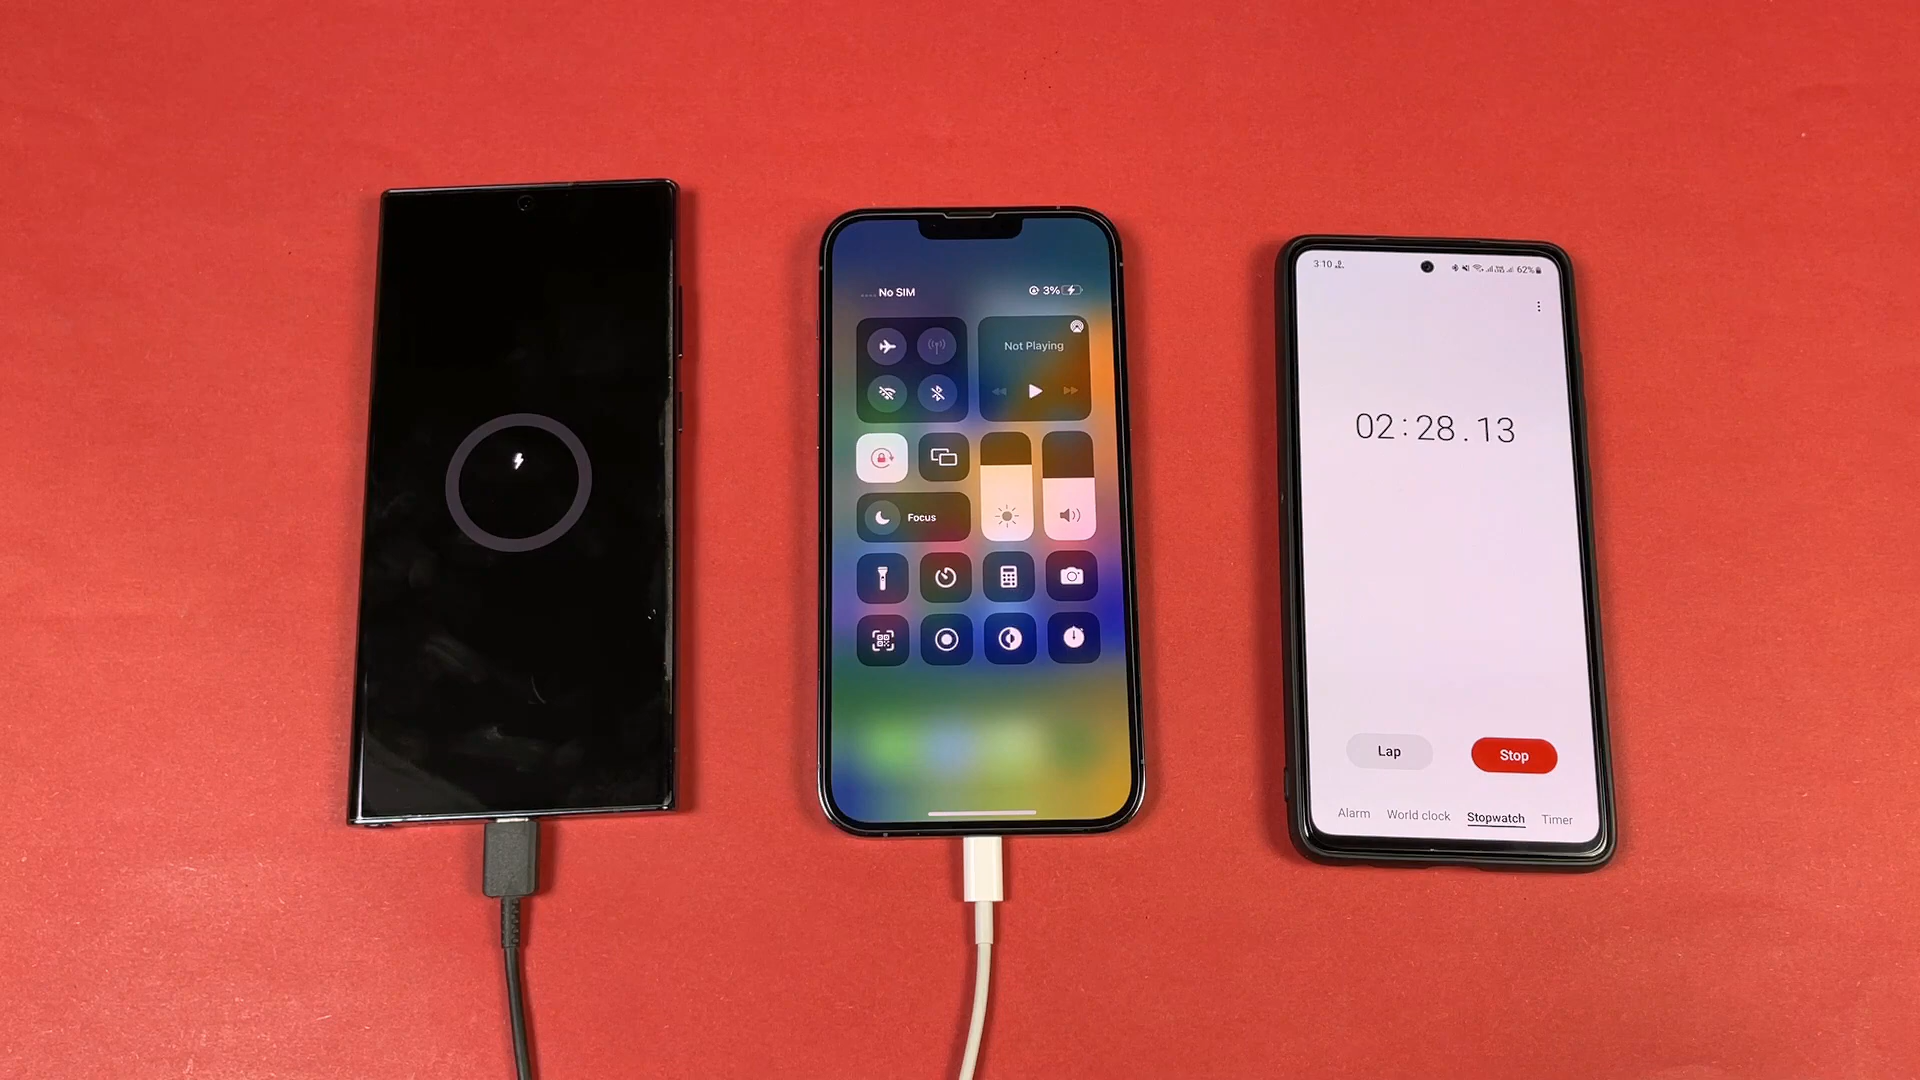 No SIM
3%
Not Playing
Focus
3:10
62%
02:28.13
Lap
Stop
Alarm
World clock
Stopwatch
Timer